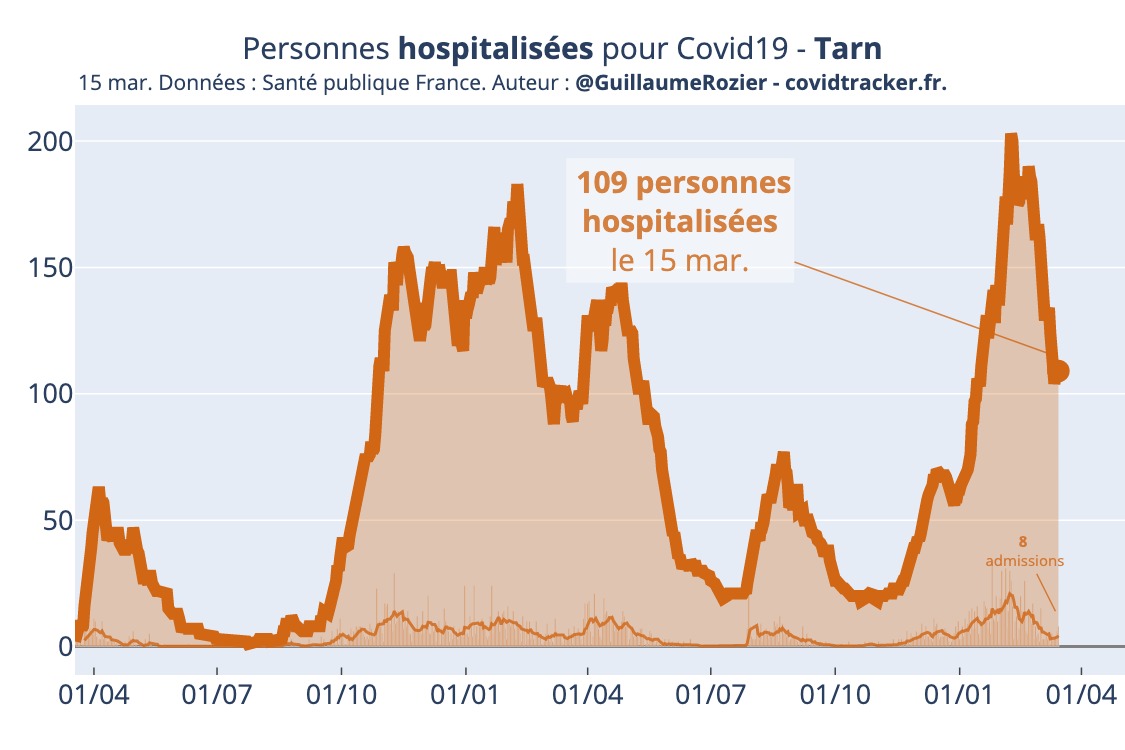 Personnes hospitalisées pour Covid19 - Tarn
15 mar. Données : Santé publique France. Auteur : @GuillaumeRozier - covidtracker.fr.
200
150
100
50
0
109 personnes
hospitalisées
le 15 mar.
8
admissions
01/04 01/07 01/10 01/01 01/04 01/07 01/10 01/01 01/04